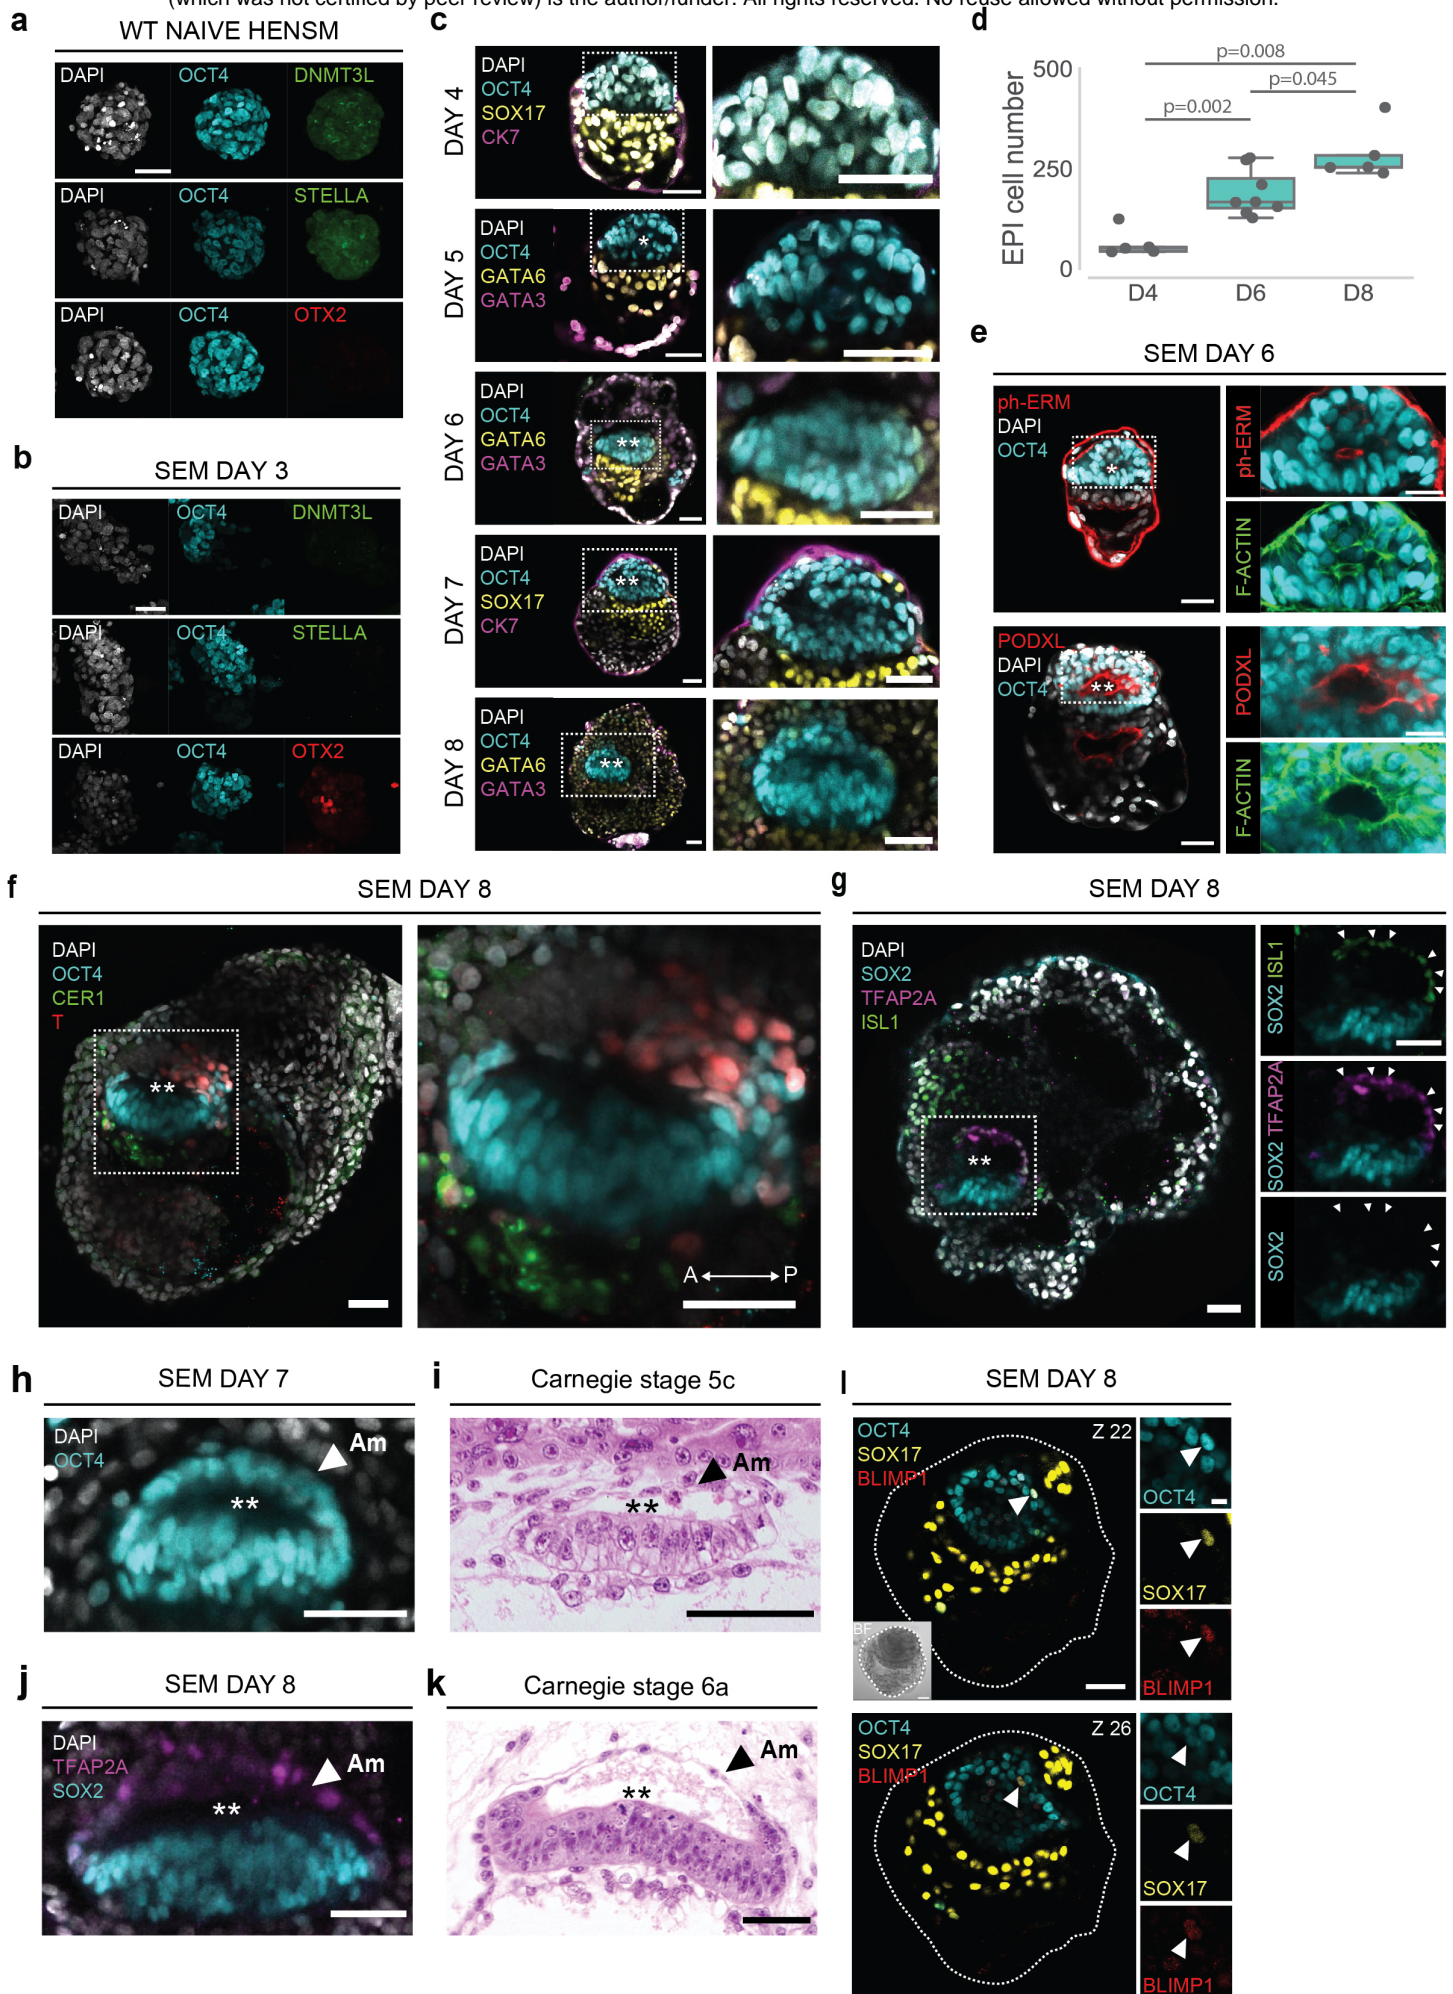 (which was not certified by peer review) is the author/funder. All rights reserved. No reuse allowed without permission.
a
WT NAIVE HENSM
DAPI OCT4 DNMT3L
DAPI OCT4 STELLA
DAPI OCT4 OTX2
b
SEM DAY 3
DAPI OCT4 DNMT3L
DAPI OCT4 STELLA
DAPI OCT4 OTX2
c
DAY 4
DAPI
OCT4
SOX17
CK7
DAY 5
DAPI
OCT4
GATA6
GATA3
*
DAY 6
DAPI
OCT4
GATA6
GATA3
**
DAY 7
DAPI
OCT4
SOX17
CK7
**
DAY 8
DAPI
OCT4
GATA6
GATA3
**
d
p=0.008
p=0.045
p=0.002
EPI cell number
500
250
0
D4 D6 D8
e
SEM DAY 6
ph-ERM
DAPI
OCT4
*
ph-ERM
F-ACTIN
PODXL
DAPI
OCT4
**
PODXL
F-ACTIN
f
SEM DAY 8
DAPI
OCT4
CER1
T
**
A P
g
SEM DAY 8
DAPI
SOX2
TFAP2A
ISL1
**
SOX2 ISL1
SOX2 TFAP2A
SOX2
h
SEM DAY 7
DAPI
OCT4
Am
**
i
Carnegie stage 5c
Am
**
j
SEM DAY 8
DAPI
TFAP2A
SOX2
Am
**
k
Carnegie stage 6a
Am
**
l
SEM DAY 8
OCT4
SOX17
BLIMP1
Z 22
BF
OCT4
SOX17
BLIMP1
OCT4
SOX17
BLIMP1
Z 26
OCT4
SOX17
BLIMP1